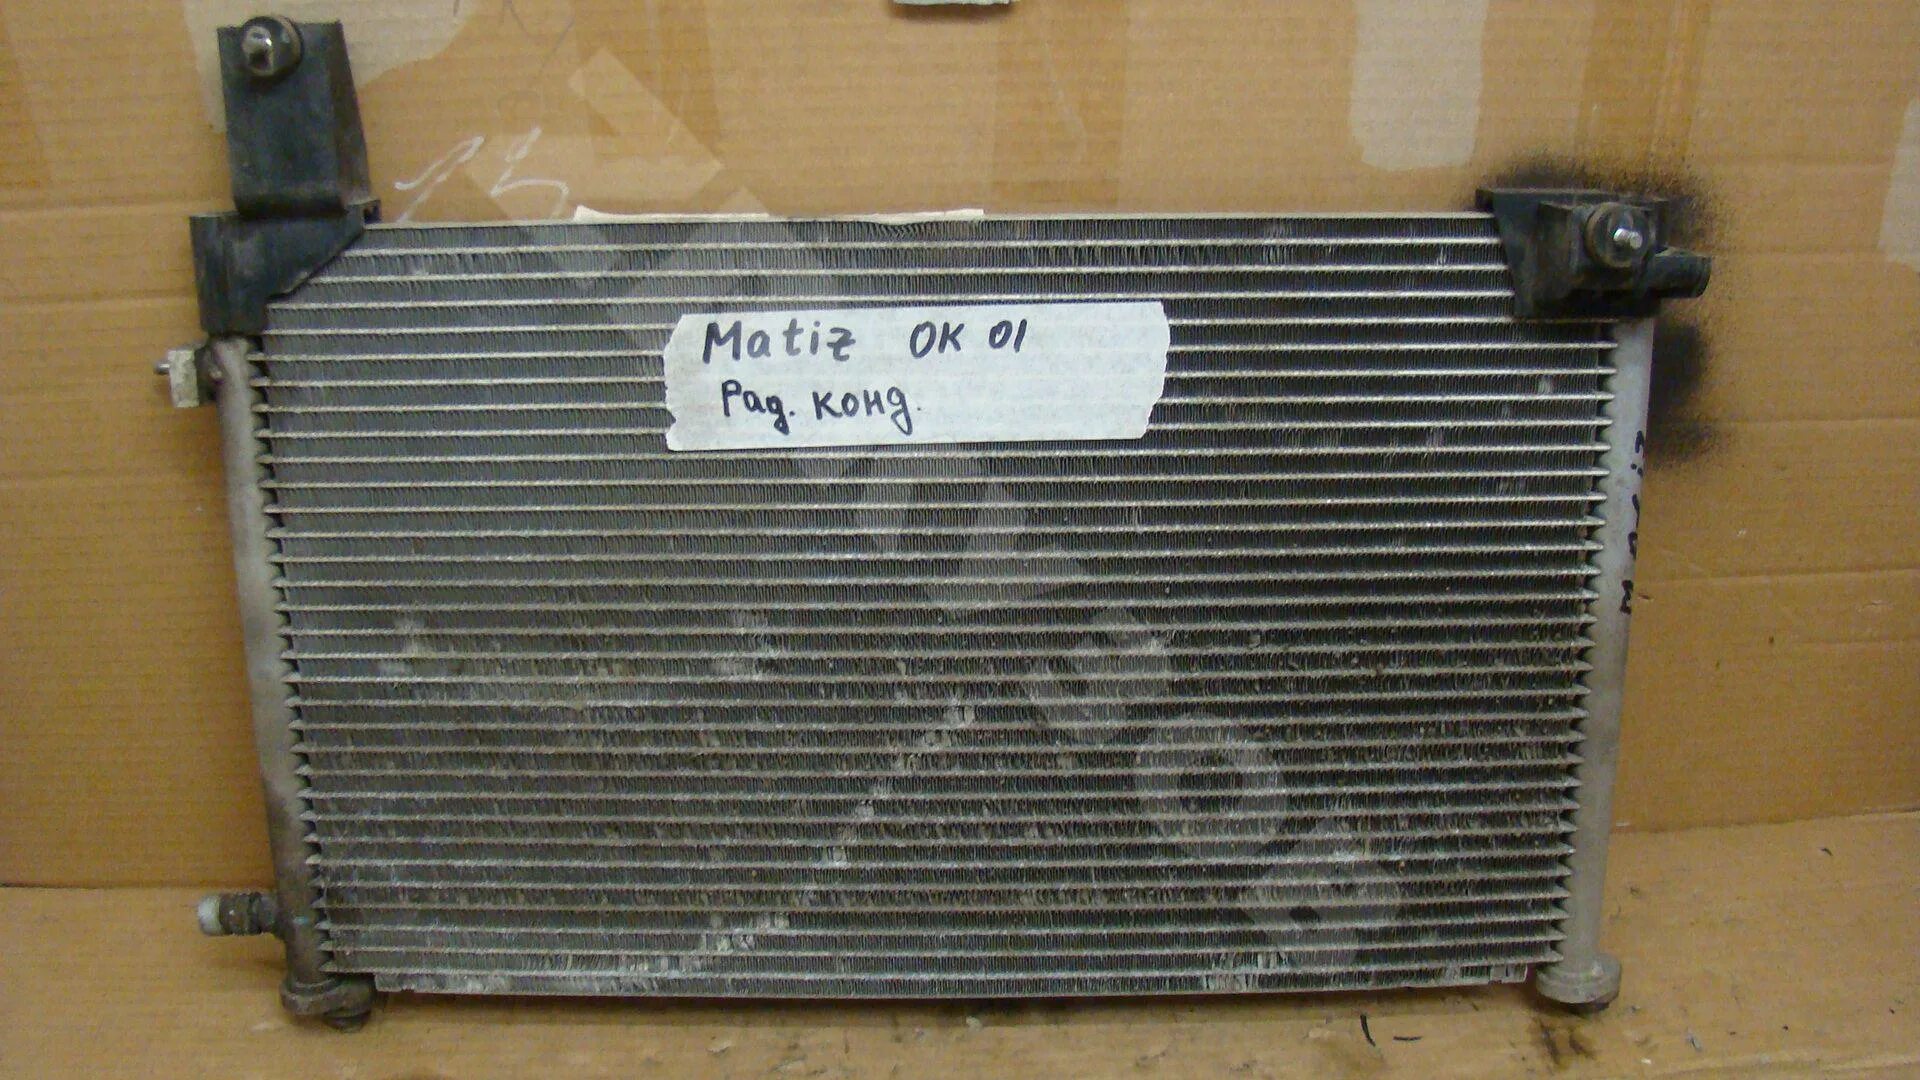 Matiz OK 01
Рад. конд.